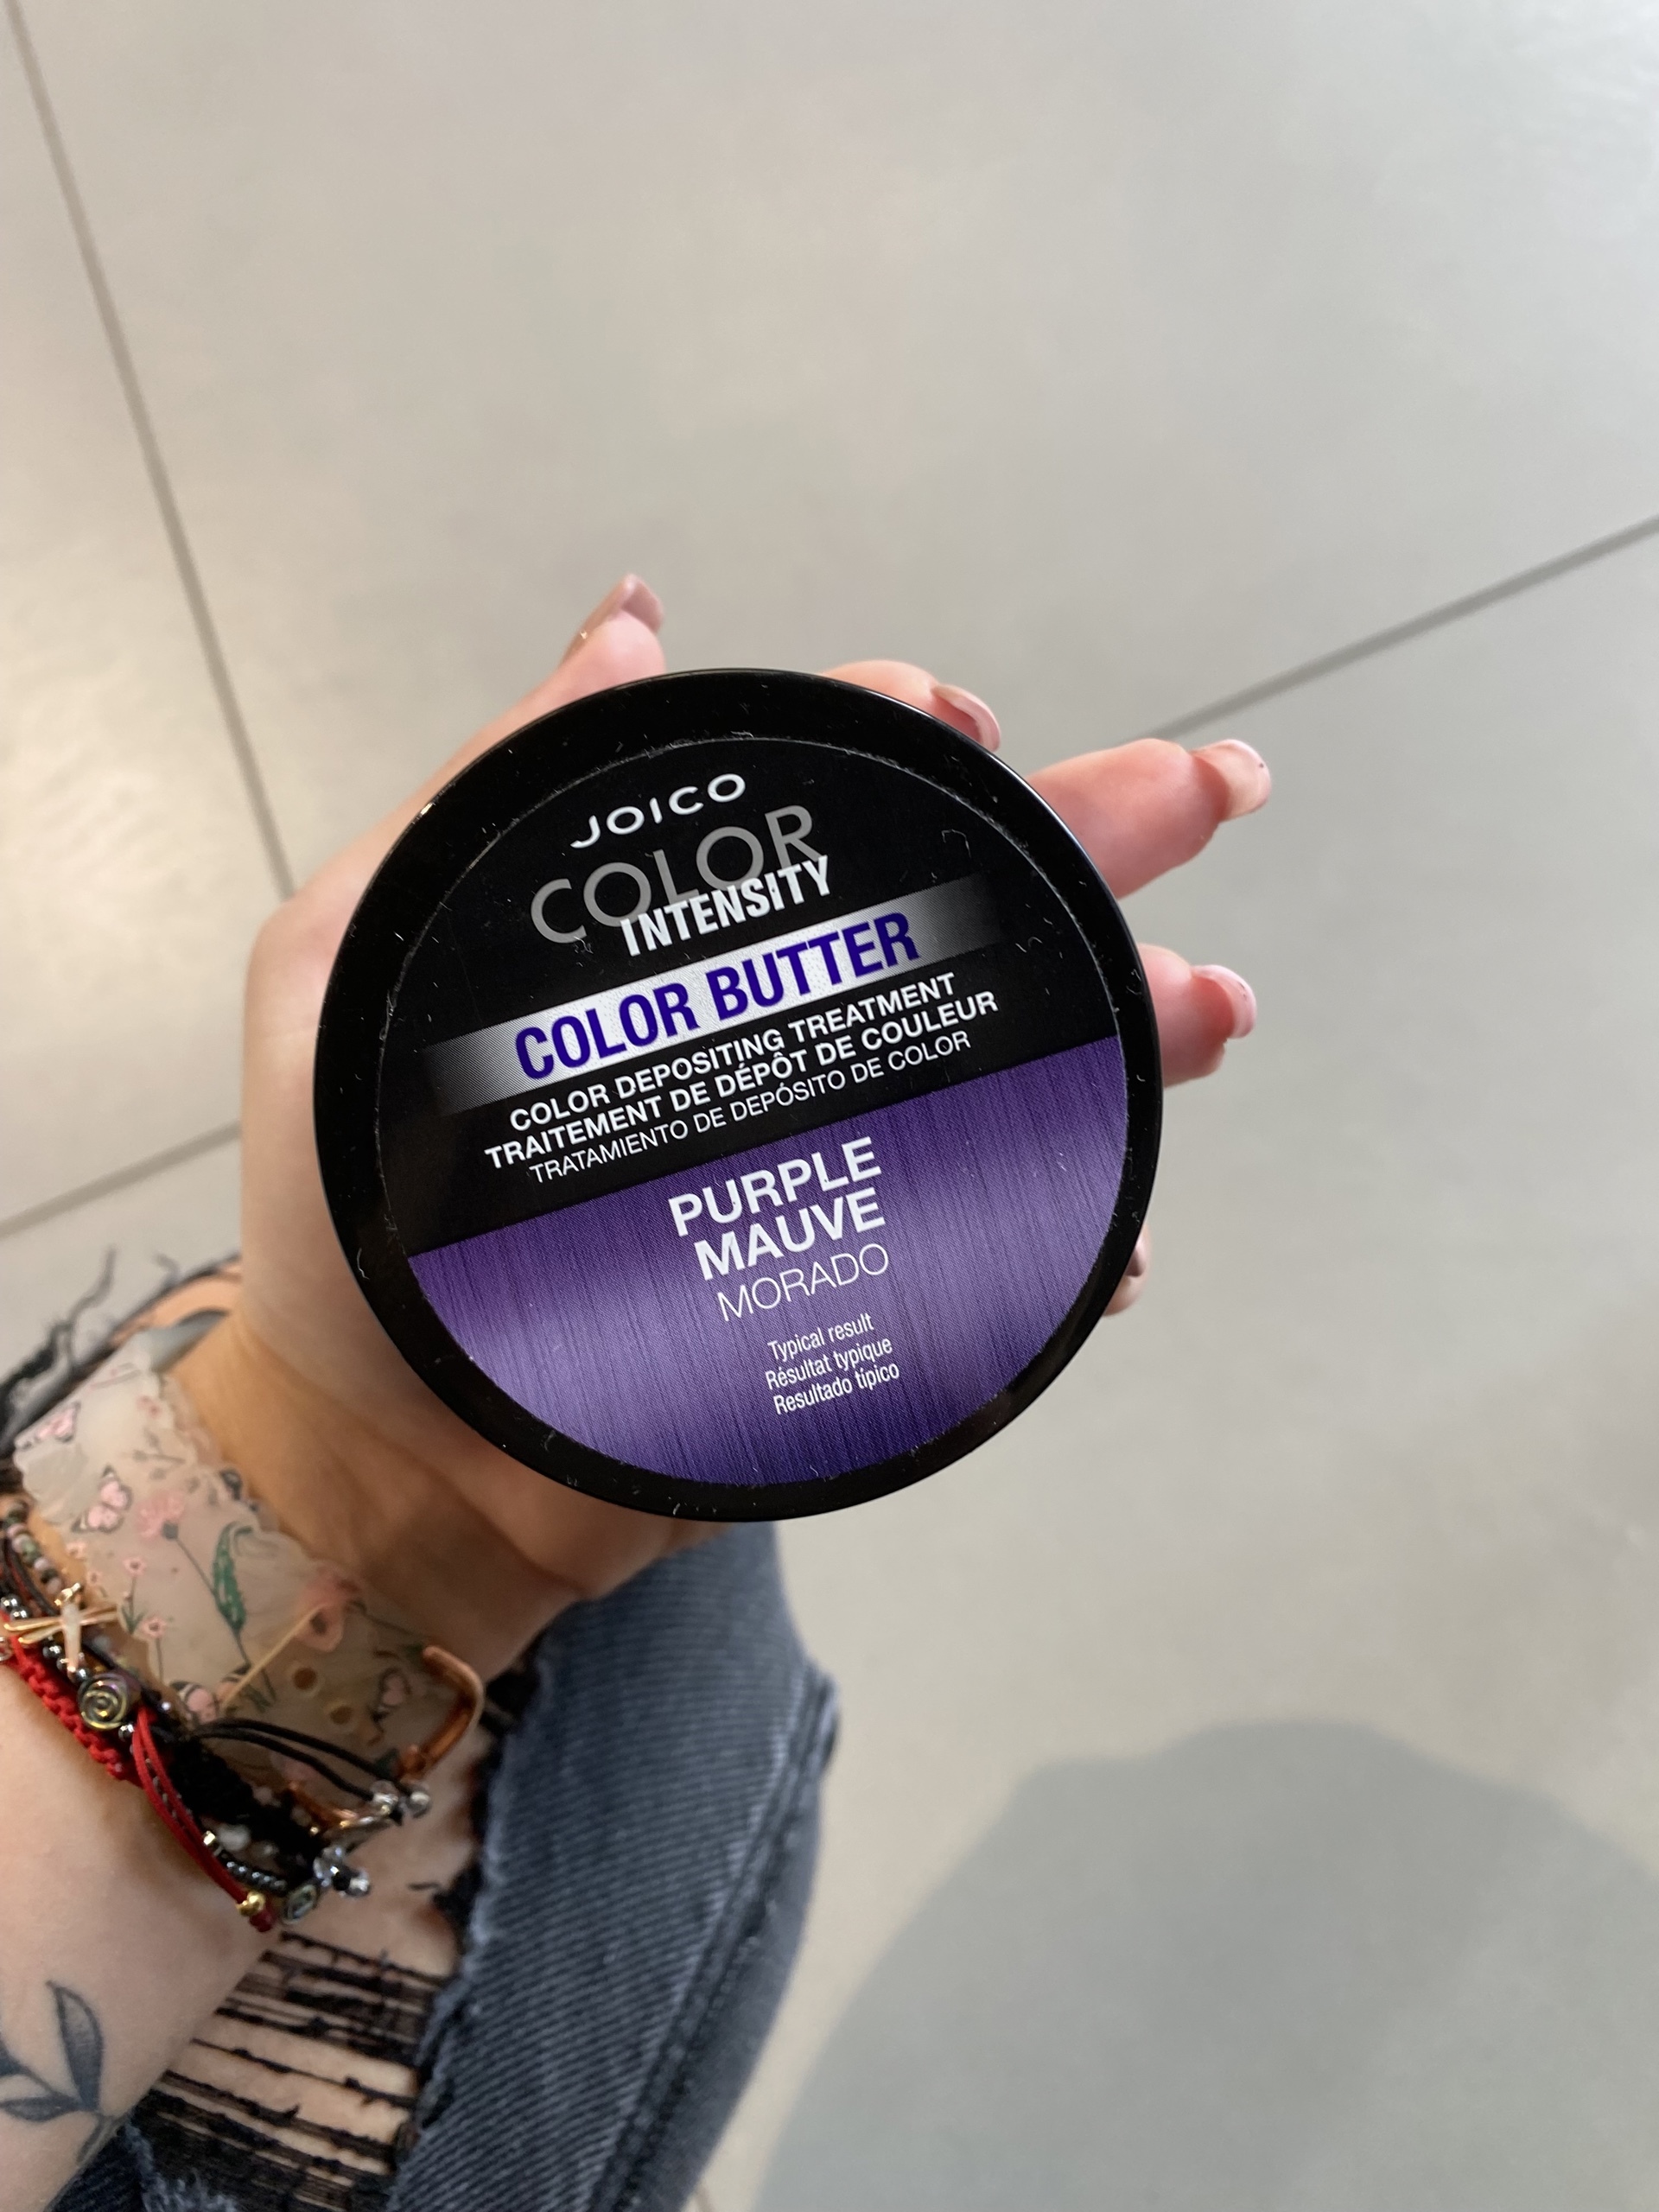 JOICO
COLOR
INTENSITY
COLOR BUTTER
COLOR DEPOSITING TREATMENT
TRAITEMENT DE DÉPÔT DE COULEUR
TRATAMIENTO DE DEPÓSITO DE COLOR
PURPLE
MAUVE
MORADO
Typical result
Résultat typique
Resultado típico